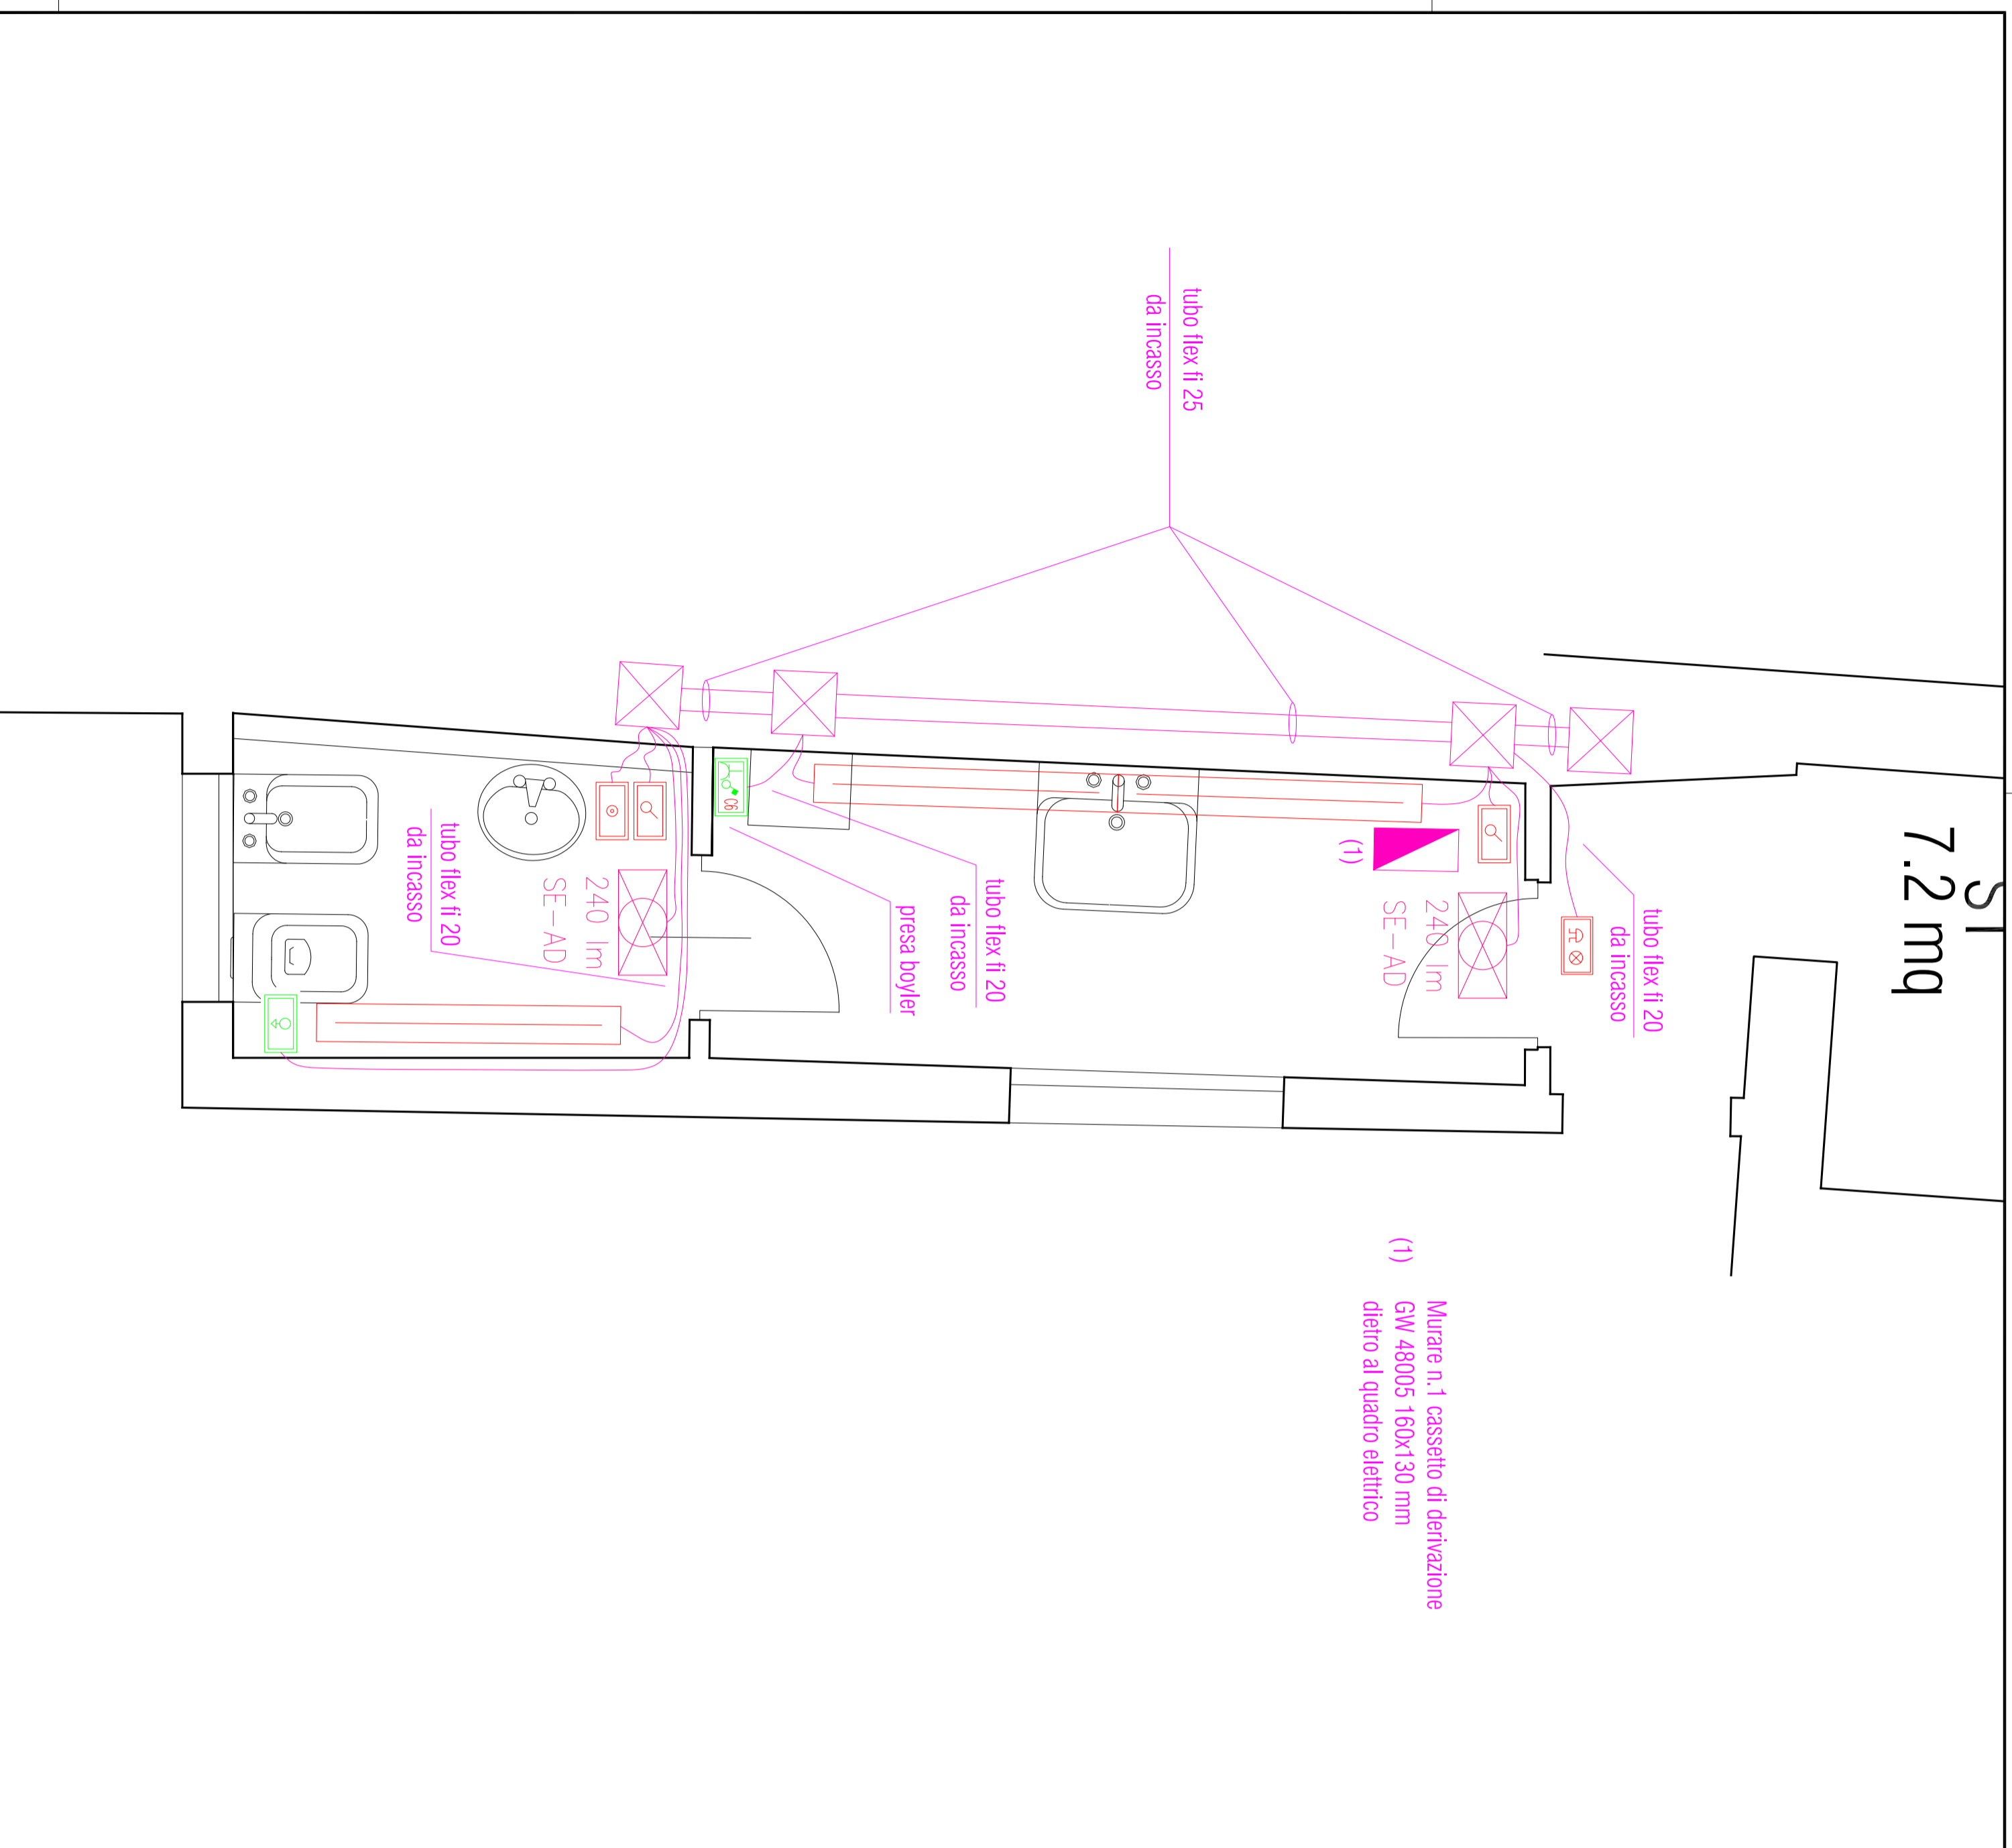 7.2 mq
tubo flex fi 25
da incasso
tubo flex fi 20
da incasso
240 lm
SE-AD
(1)
tubo flex fi 20
da incasso
presa boyler
C6
240 lm
SE-AD
tubo flex fi 20
da incasso
(1)
Murare n.1 cassetto di derivazione
GW 48005 160x130 mm
dietro al quadro elettrico